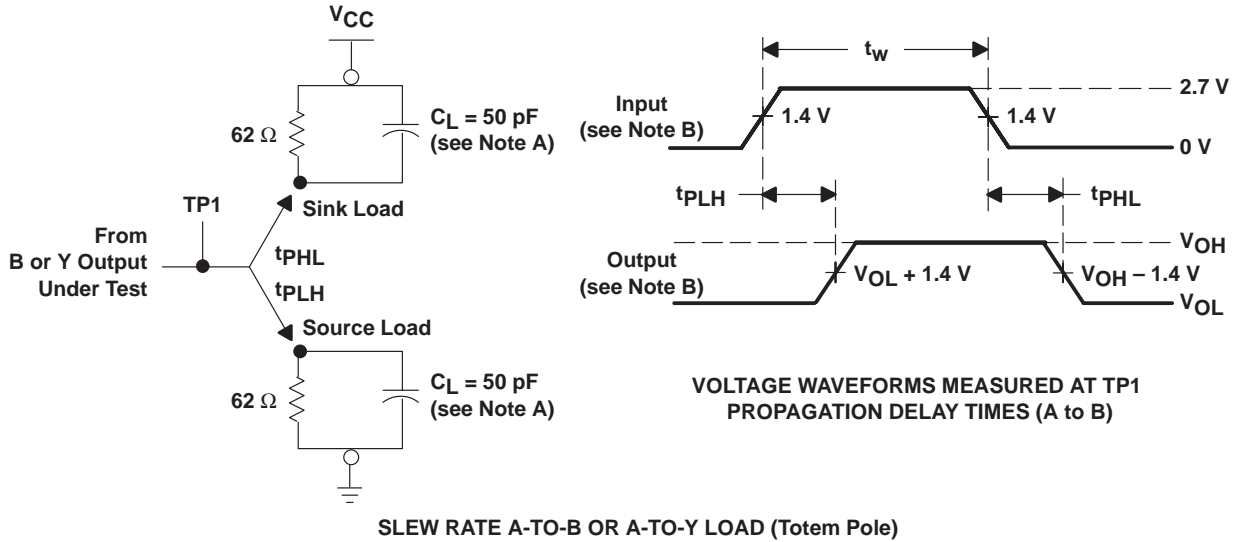 VCC
62 Ω
CL = 50 pF
(see Note A)
Sink Load
TP1
From
B or Y Output
Under Test
tPHL
tPLH
Source Load
62 Ω
CL = 50 pF
(see Note A)
tw
2.7 V
Input
(see Note B)
1.4 V
1.4 V
0 V
tPLH
tPHL
VOH
Output
(see Note B)
VOL + 1.4 V
VOH – 1.4 V
VOL
VOLTAGE WAVEFORMS MEASURED AT TP1
PROPAGATION DELAY TIMES (A to B)
SLEW RATE A-TO-B OR A-TO-Y LOAD (Totem Pole)